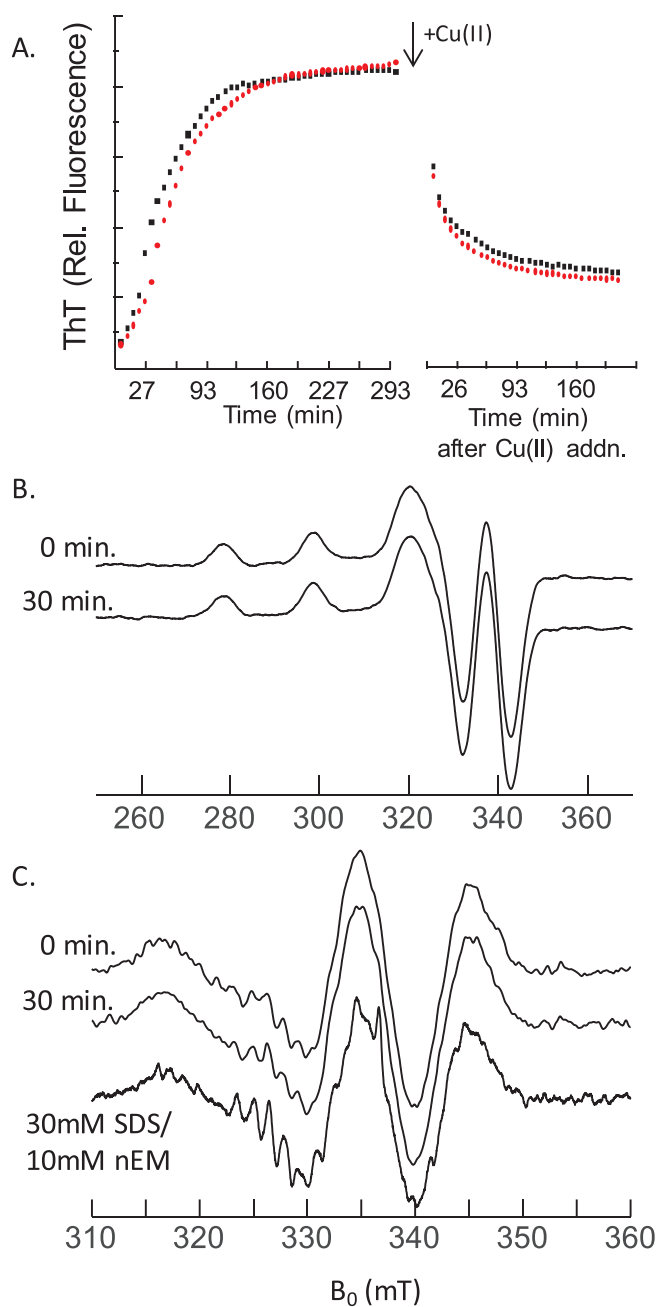 A.
+Cu(II)
ThT (Rel. Fluorescence)
27 93 160 227 293
Time (min)
26 93 160
Time (min)
after Cu(II) addn.
B.
0 min.
30 min.
260 280 300 320 340 360
C.
0 min.
30 min.
30mM SDS/
10mM nEM
310 320 330 340 350 360
B0 (mT)